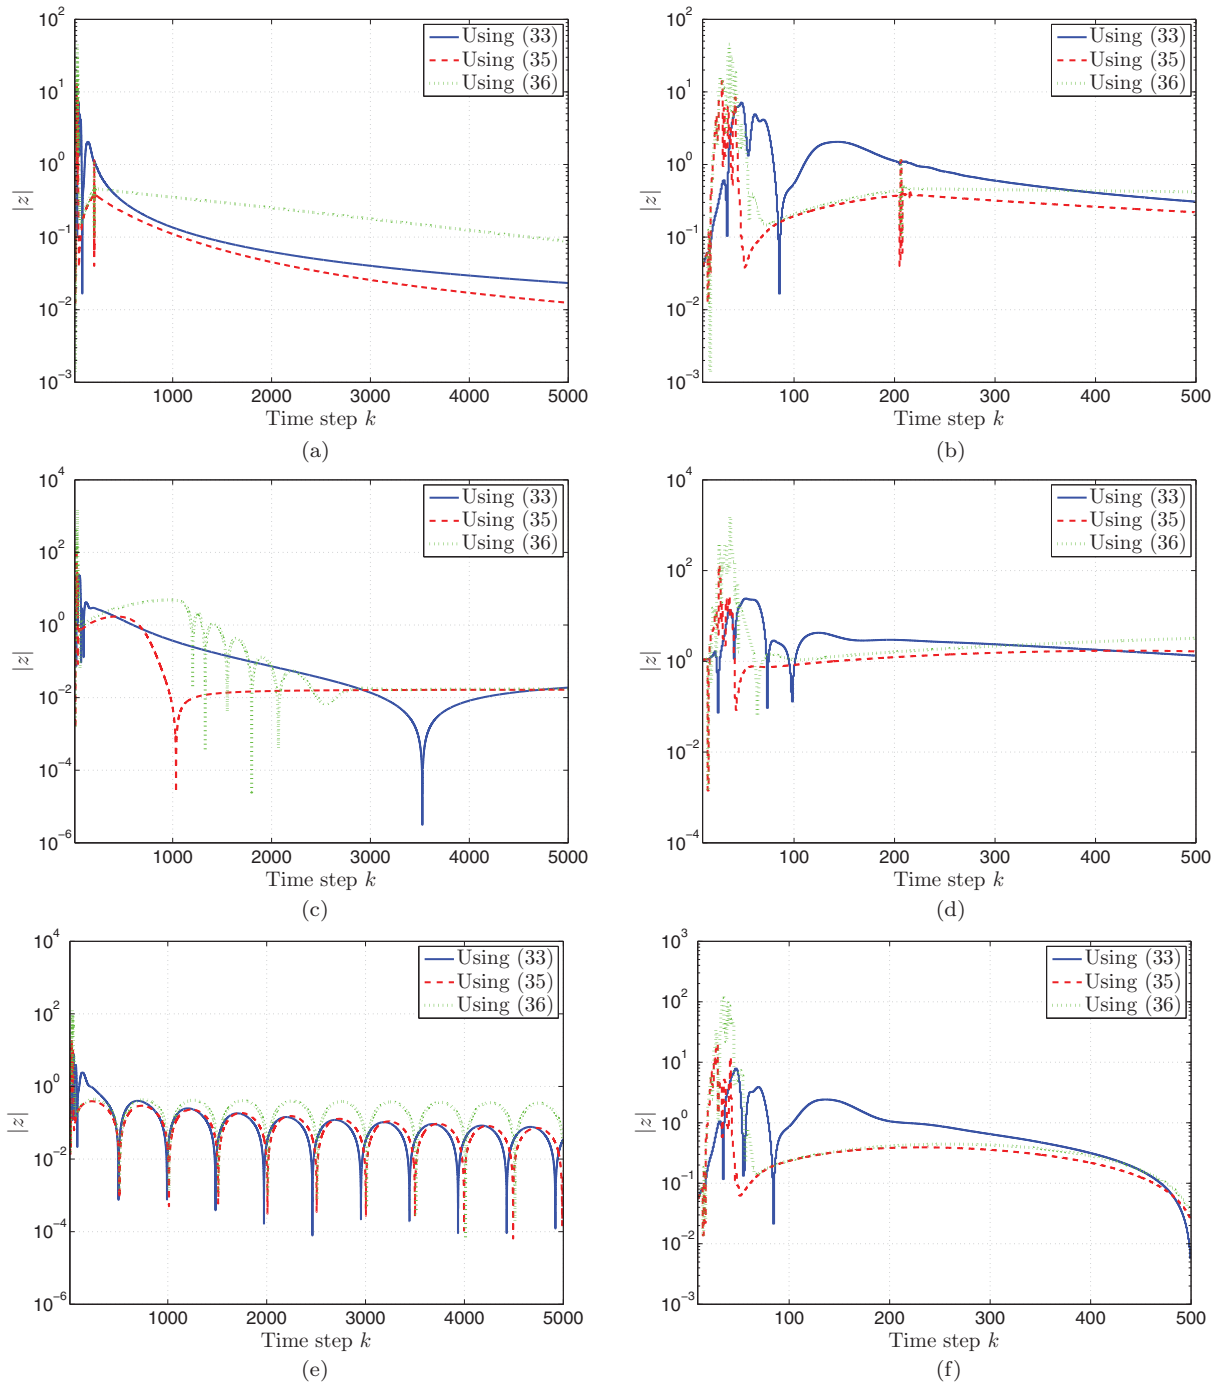 10^2
10^1
10^0
10^−1
10^−2
10^−3
|z|
1000 2000 3000 4000 5000
Time step k
Using (33)
Using (35)
Using (36)
(a)
10^2
10^1
10^0
10^−1
10^−2
10^−3
|z|
100 200 300 400 500
Time step k
Using (33)
Using (35)
Using (36)
(b)
10^4
10^2
10^0
10^−2
10^−4
10^−6
|z|
1000 2000 3000 4000 5000
Time step k
Using (33)
Using (35)
Using (36)
(c)
10^4
10^2
10^0
10^−2
10^−4
|z|
100 200 300 400 500
Time step k
Using (33)
Using (35)
Using (36)
(d)
10^4
10^2
10^0
10^−2
10^−4
10^−6
|z|
1000 2000 3000 4000 5000
Time step k
Using (33)
Using (35)
Using (36)
(e)
10^3
10^2
10^1
10^0
10^−1
10^−2
10^−3
|z|
100 200 300 400 500
Time step k
Using (33)
Using (35)
Using (36)
(f)